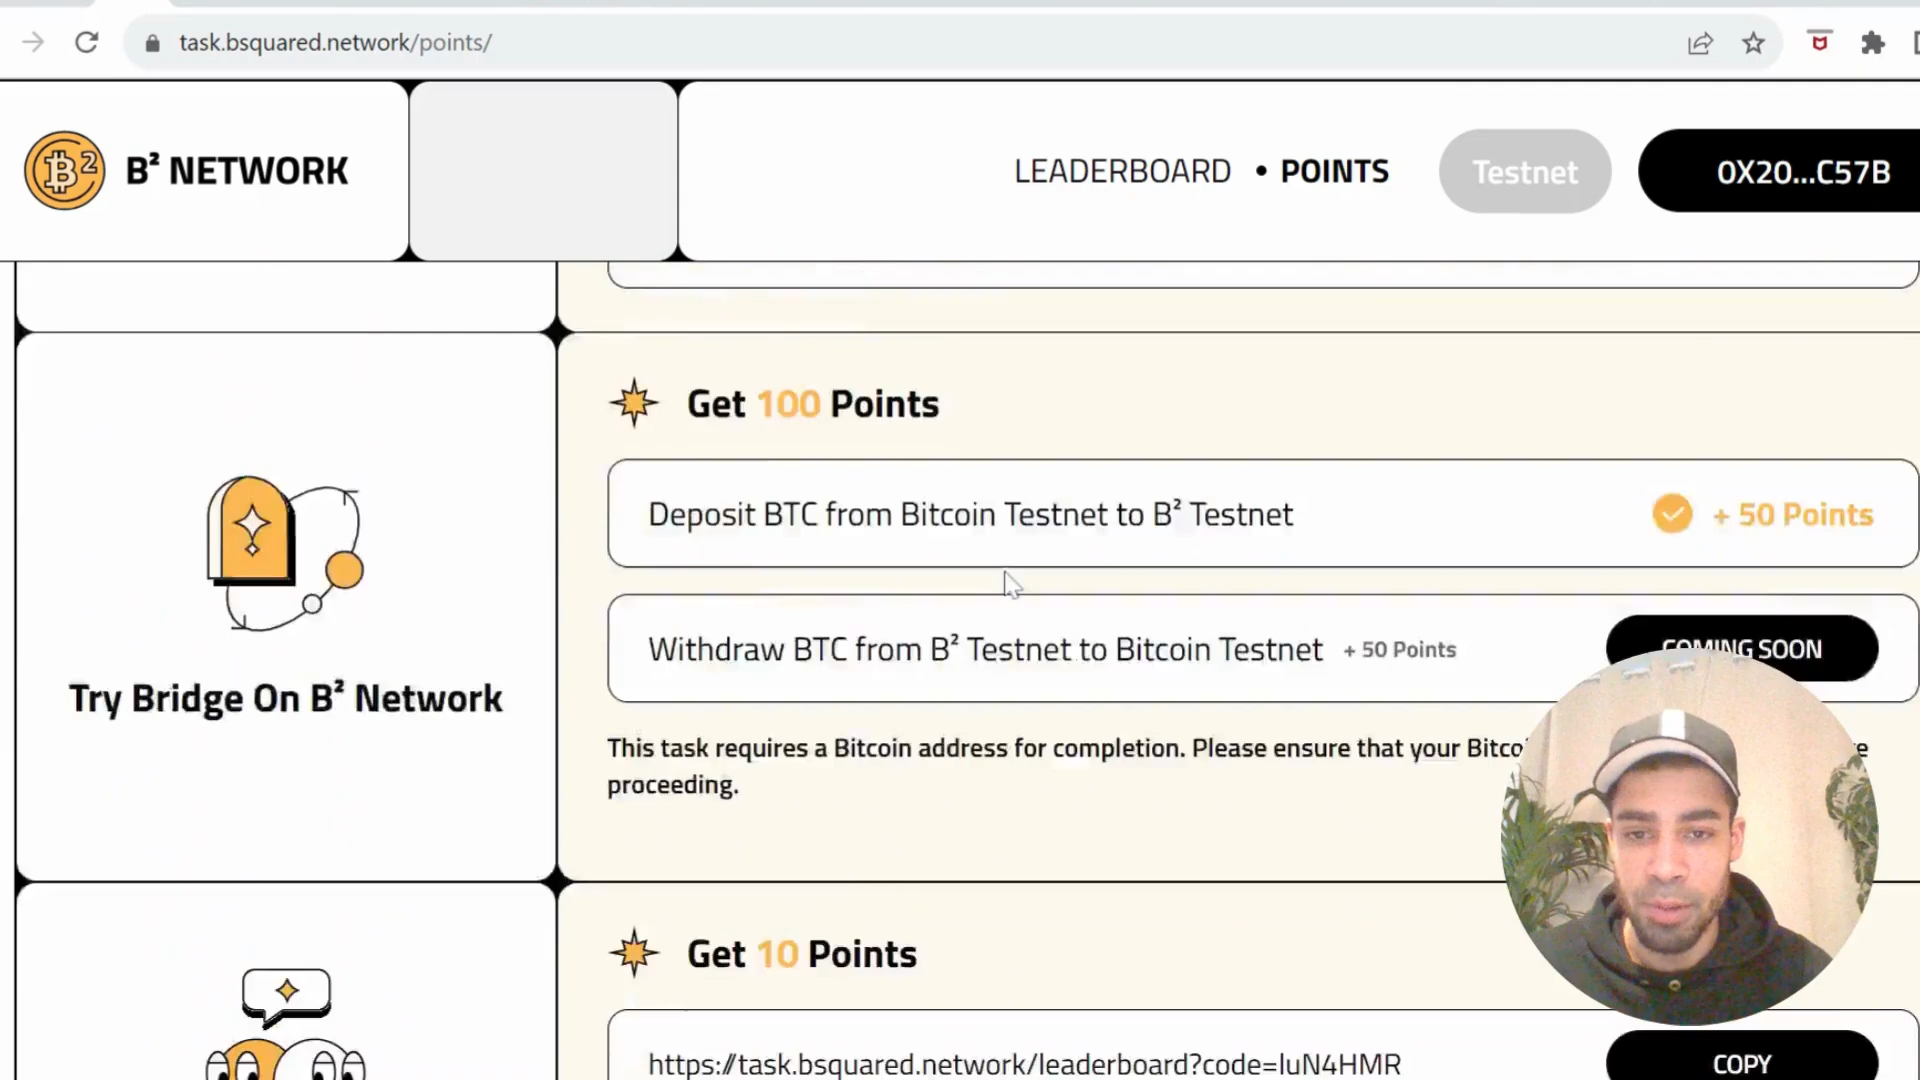 task.bsquared.network/points/
B² NETWORK
LEADERBOARD • POINTS
Testnet
0X20...C57B
Get 100 Points
Deposit BTC from Bitcoin Testnet to B² Testnet
+ 50 Points
Withdraw BTC from B² Testnet to Bitcoin Testnet
+ 50 Points
COMING SOON
Try Bridge On B² Network
This task requires a Bitcoin address for completion. Please ensure that your
proceeding.
Get 10 Points
https://task.bsquared.network/leaderboard?code=luN4HMR
COPY